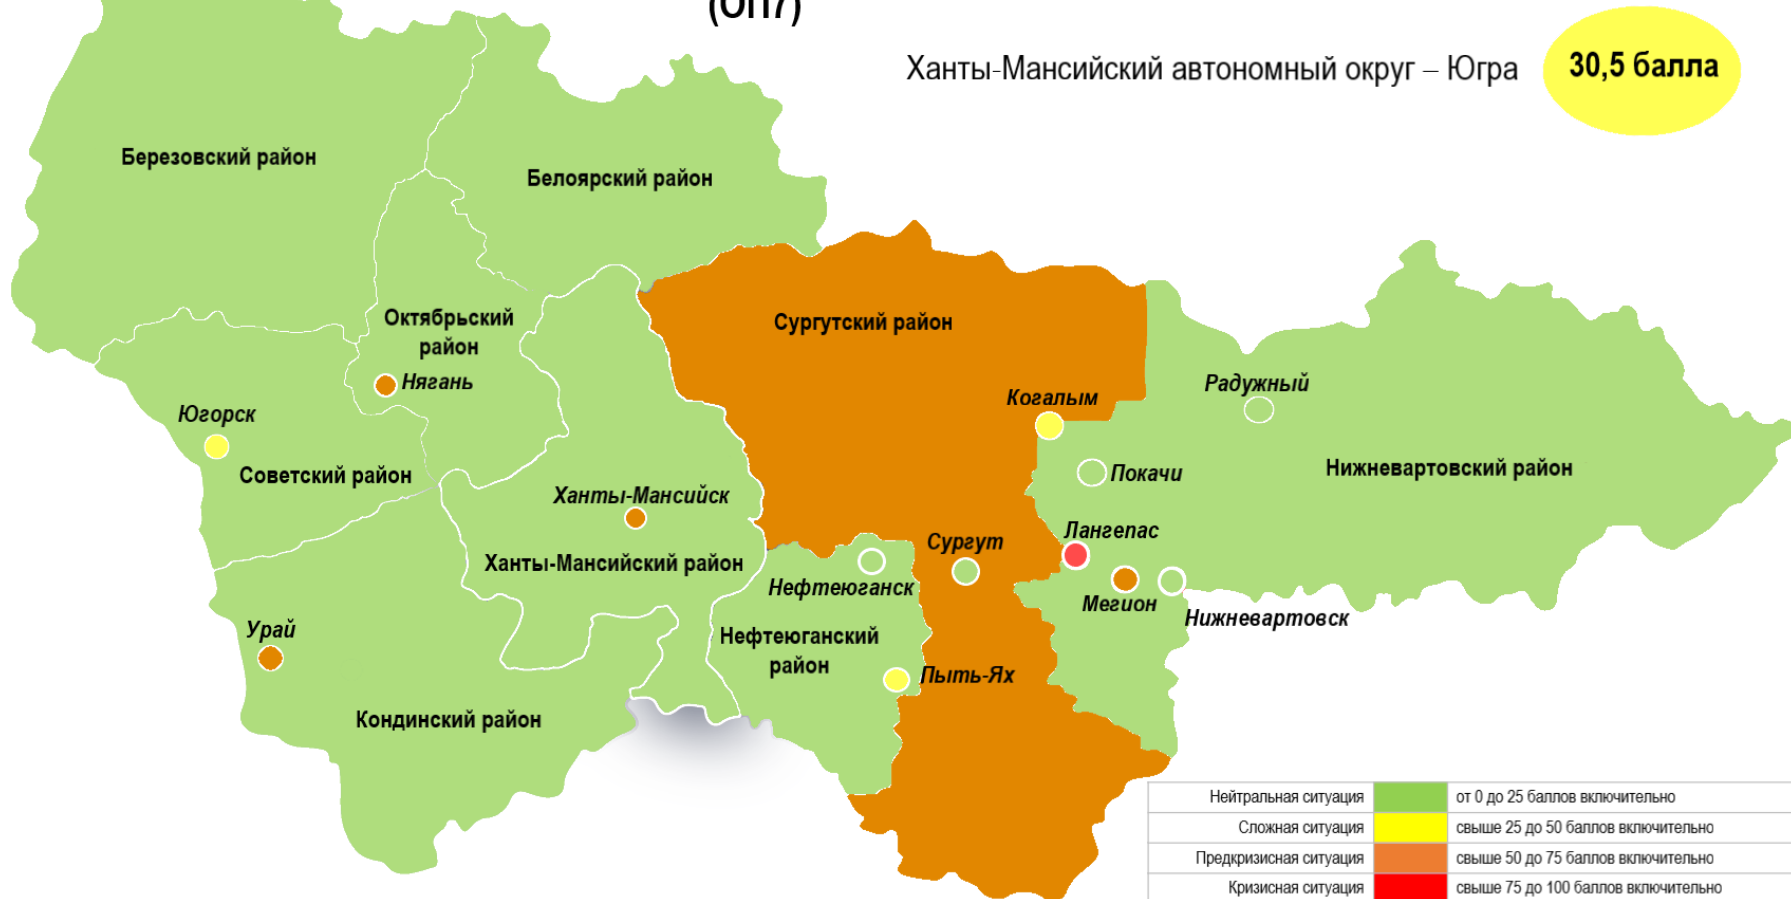 (ОП7)
Ханты-Мансийский автономный округ – Югра
30,5 балла
Березовский район
Белоярский район
Октябрьский
район
Нягань
Сургутский район
Когалым
Радужный
Югорск
Советский район
Покачи
Нижневартовский район
Ханты-Мансийск
Лангепас
Сургут
Ханты-Мансийский район
Нефтеюганск
Мегион
Нижневартовск
Урай
Нефтеюганский
район
Пыть-Ях
Кондинский район
Нейтральная ситуация от 0 до 25 баллов включительно
Сложная ситуация свыше 25 до 50 баллов включительно
Предкризисная ситуация свыше 50 до 75 баллов включительно
Кризисная ситуация свыше 75 до 100 баллов включительно